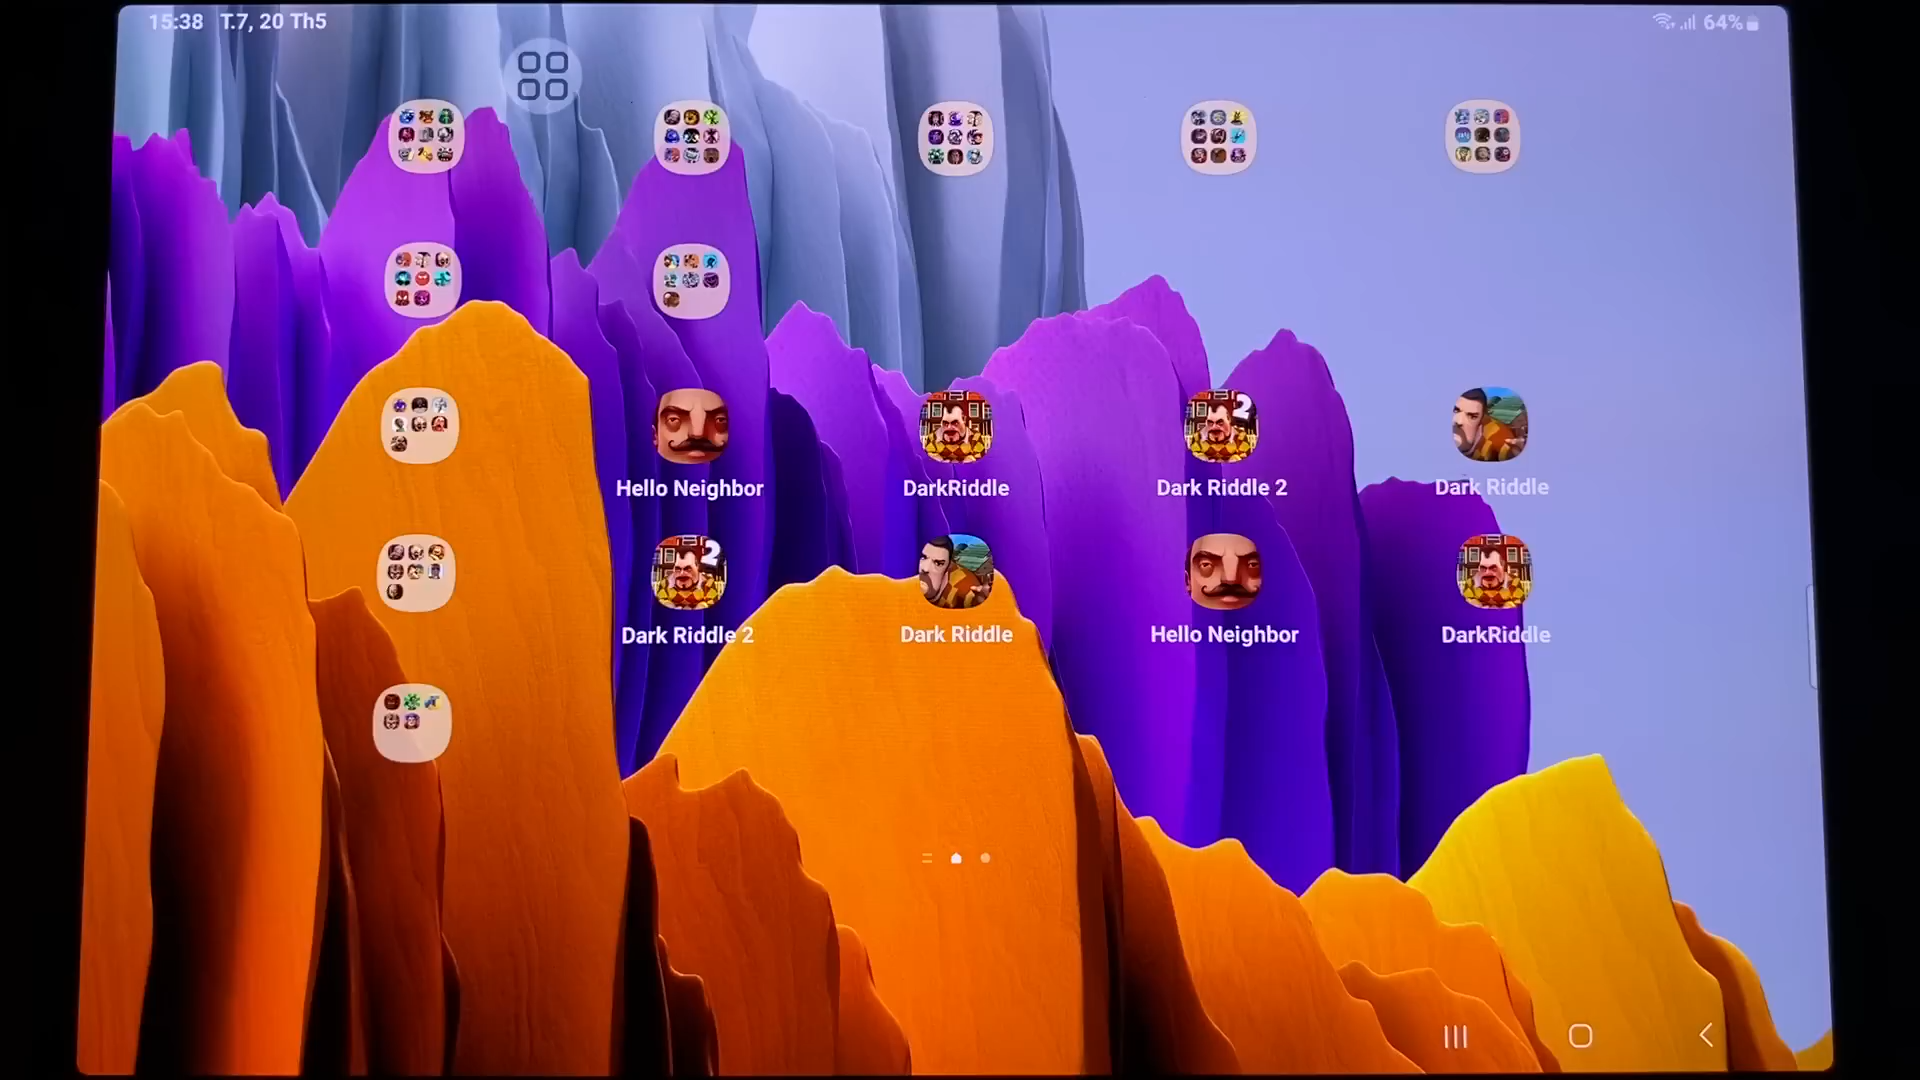 15:38 T.7, 20 Th5
64%
Hello Neighbor
DarkRiddle
Dark Riddle 2
Dark Riddle
Dark Riddle 2
Dark Riddle
Hello Neighbor
DarkRiddle